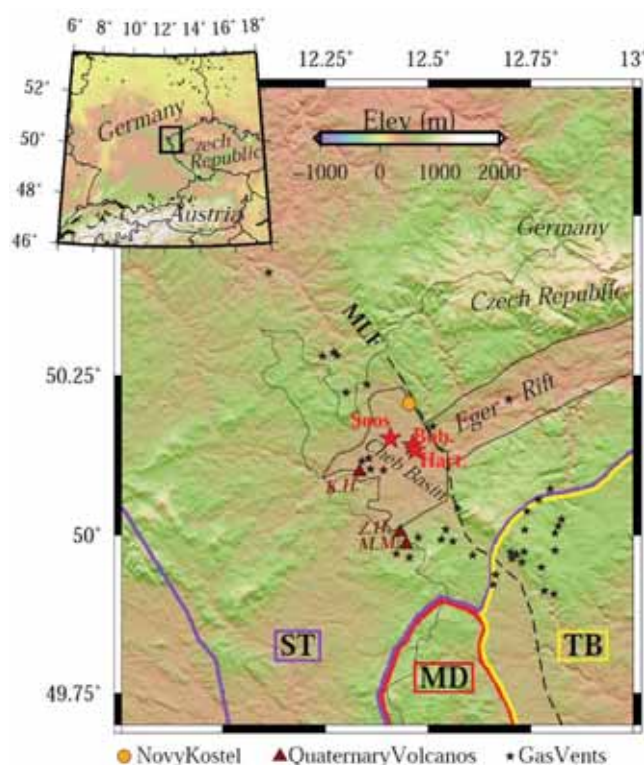 6° 8° 10° 12° 14° 16° 18°
52°
50°
48°
46°
Germany
Czech
Republic
Austria
12.25° 12.5° 12.75° 13°
Elev (m)
−1000 0 1000 2000
Germany
Czech Republic
MLF
50.25°
Eger Rift
Soos
Bub.
Hart.
Cheb Basin
K.H.
Z.H.
M.M.
50°
ST
MD
TB
49.75°
NovyKostel QuaternaryVolcanos GasVents